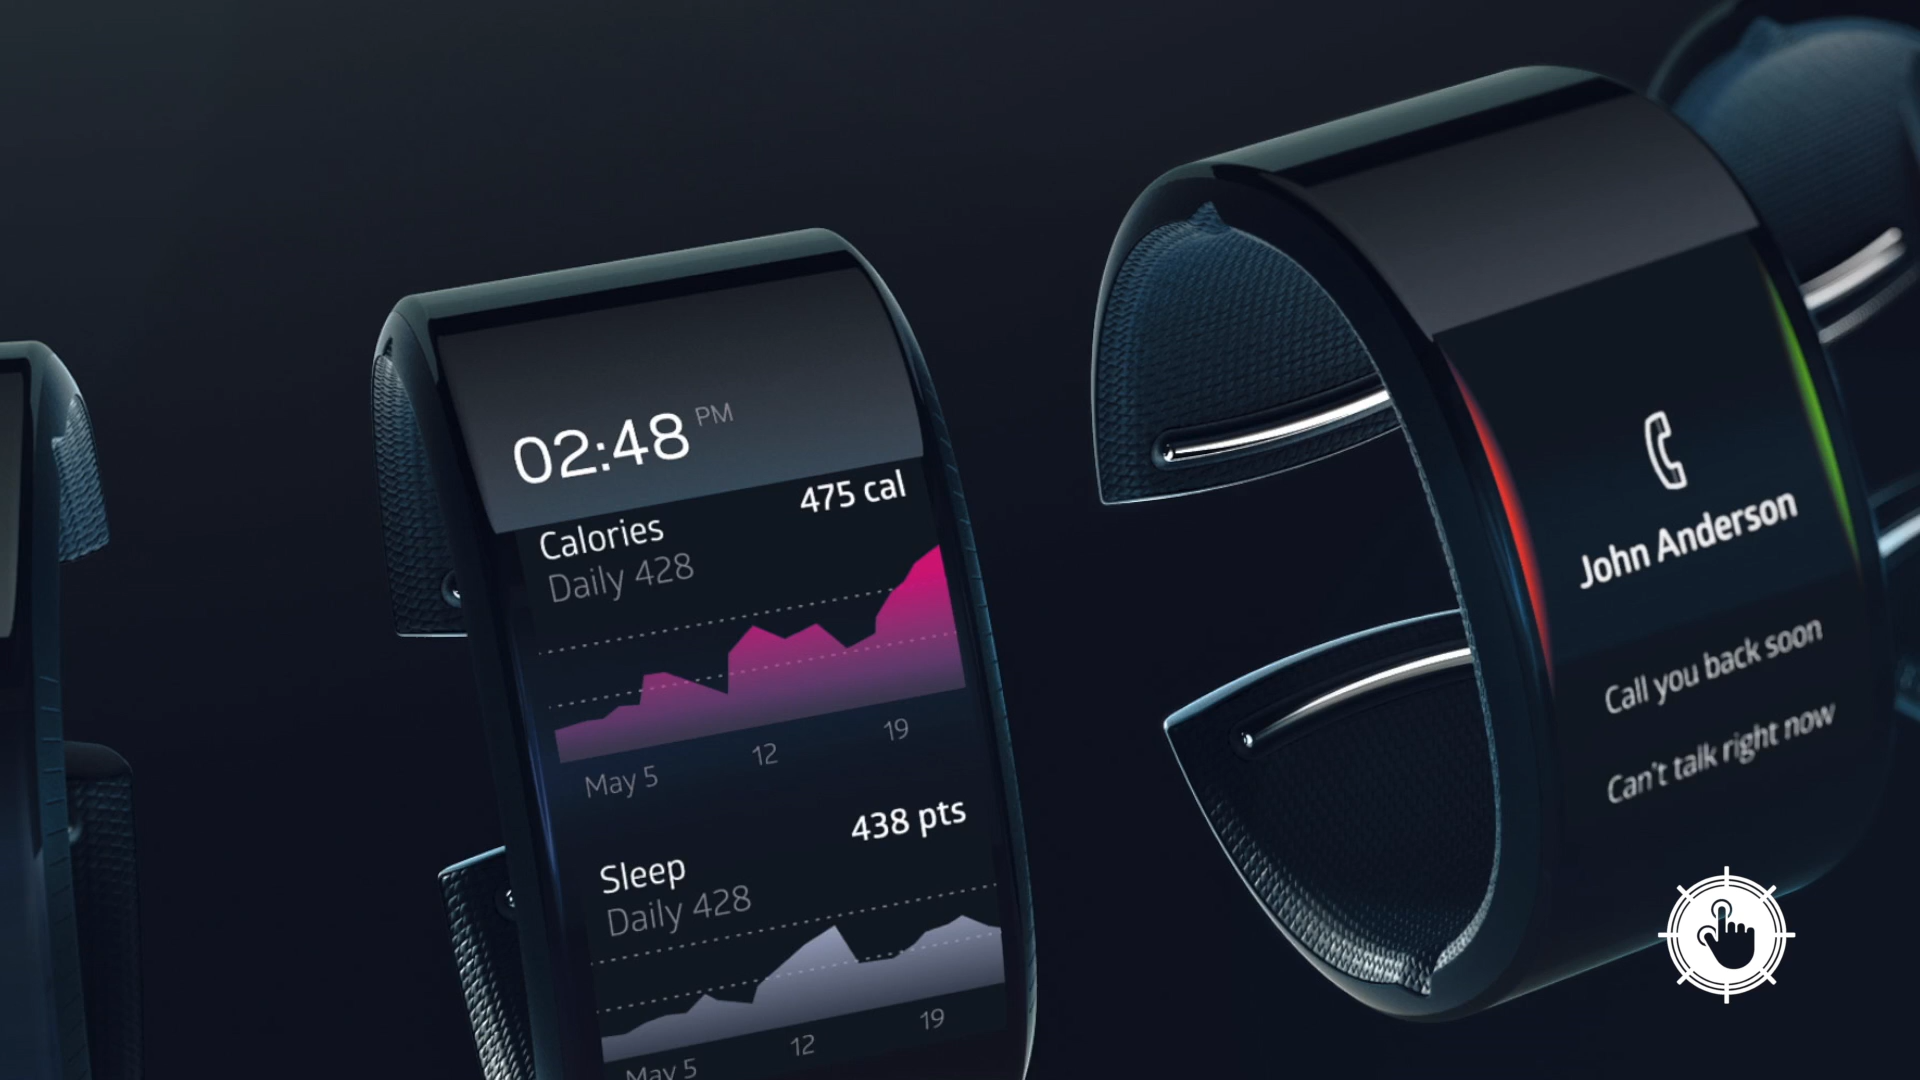 02:48 PM
475 cal
Calories
Daily 428
May 5 12 19
438 pts
Sleep
Daily 428
May 5 12 19
John Anderson
Call you back soon
Can't talk right now